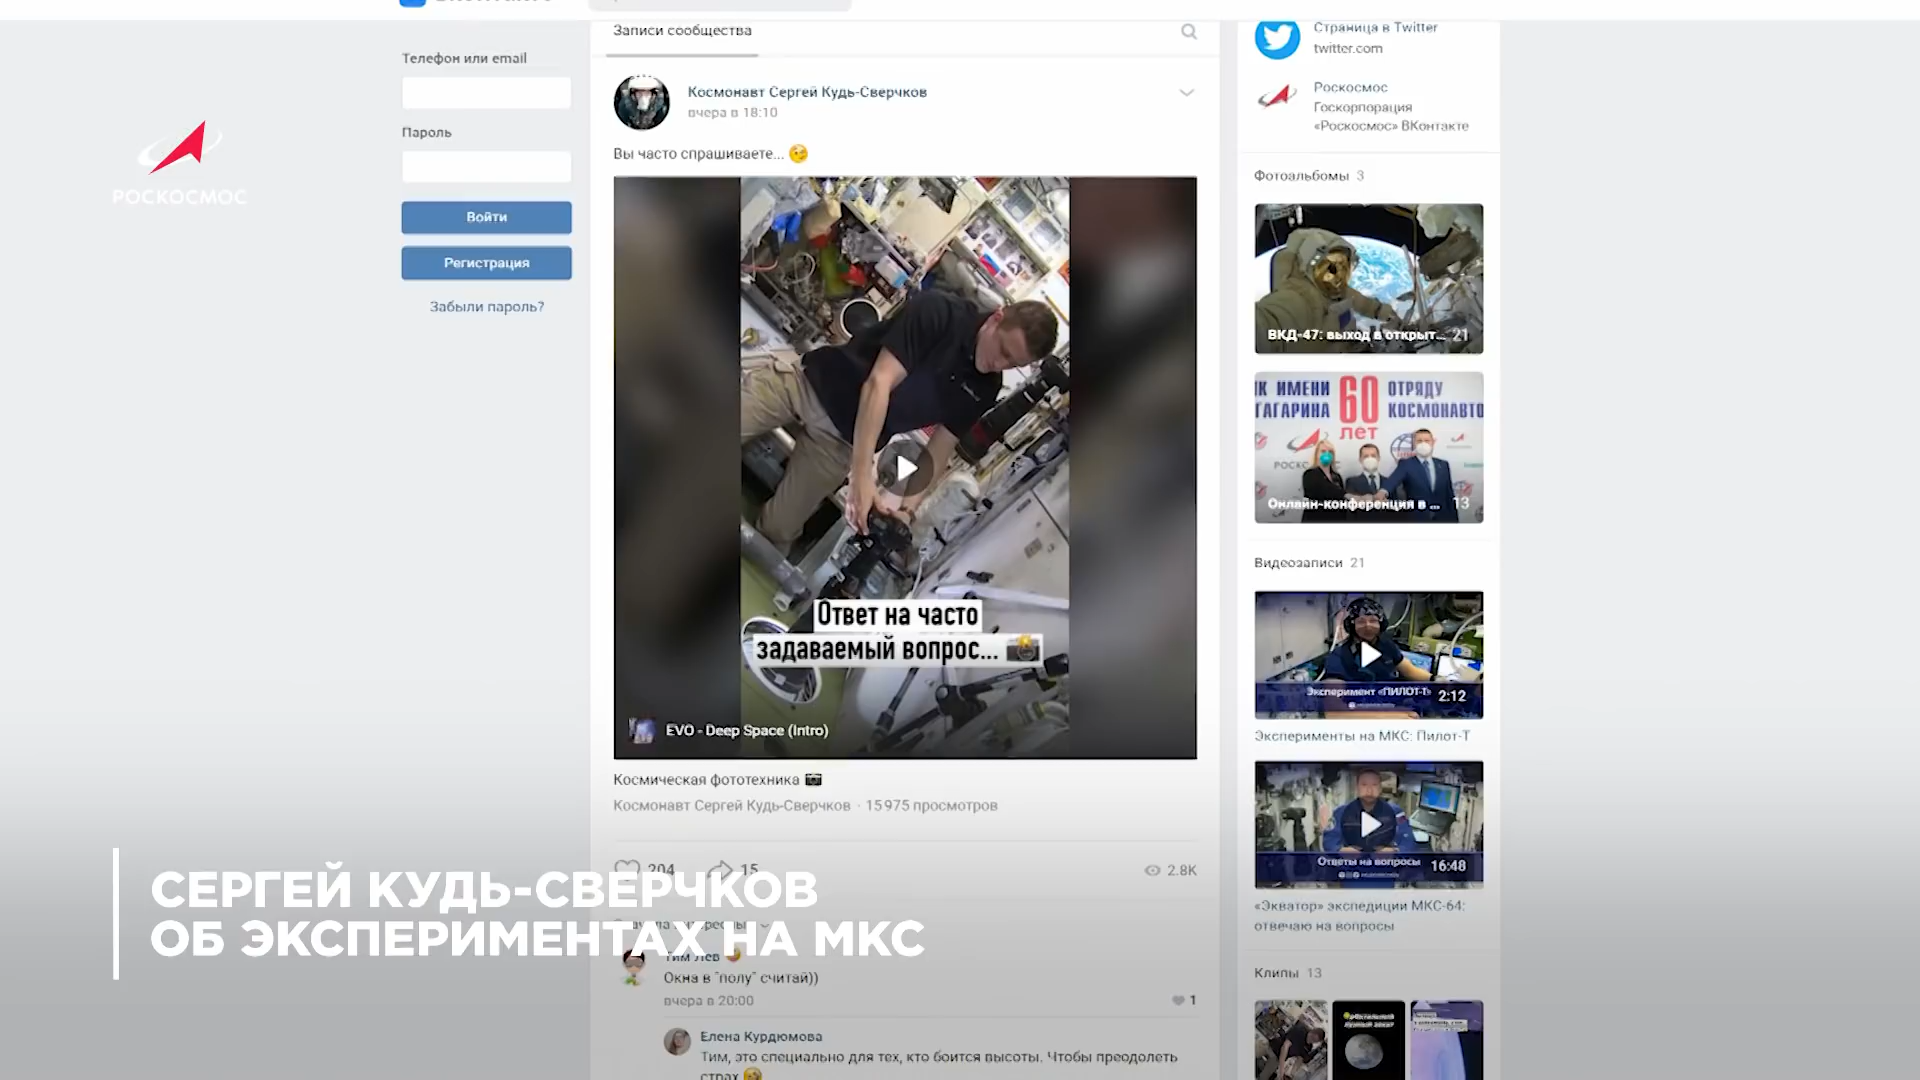 Записи сообщества
Телефон или email
Пароль
Войти
Регистрация
Забыли пароль?
РОСКОСМОС
Космонавт Сергей Кудь-Сверчков
вчера в 18:10
Вы часто спрашиваете...
Ответ на часто
задаваемый вопрос...
EVO - Deep Space (Intro)
Космическая фототехника
Космонавт Сергей Кудь-Сверчков · 15 975 просмотров
204
15
2.8K
СЕРГЕЙ КУДЬ-СВЕРЧКОВ
ОБ ЭКСПЕРИМЕНТАХ НА МКС
Тим Лев
Окна в "полу" считай))
вчера в 20:00
1
Елена Курдюмова
Тим, это специально для тех, кто боится высоты. Чтобы преодолеть
страх
Страница в Twitter
twitter.com
Роскосмос
Госкорпорация
«Роскосмос» ВКонтакте
Фотоальбомы 3
ВКД-47: выход в открыт... 21
ИМЕНИ 60 ОТРЯДУ
ГАГАРИНА КОСМОНАВТО
лет
Онлайн-конференция в ... 13
Видеозаписи 21
Эксперимент «ПИЛОТ-Т» 2:12
Эксперименты на МКС: Пилот-Т
Ответы на вопросы 16:48
«Экватор» экспедиции МКС-64:
отвечаю на вопросы
Клипы 13